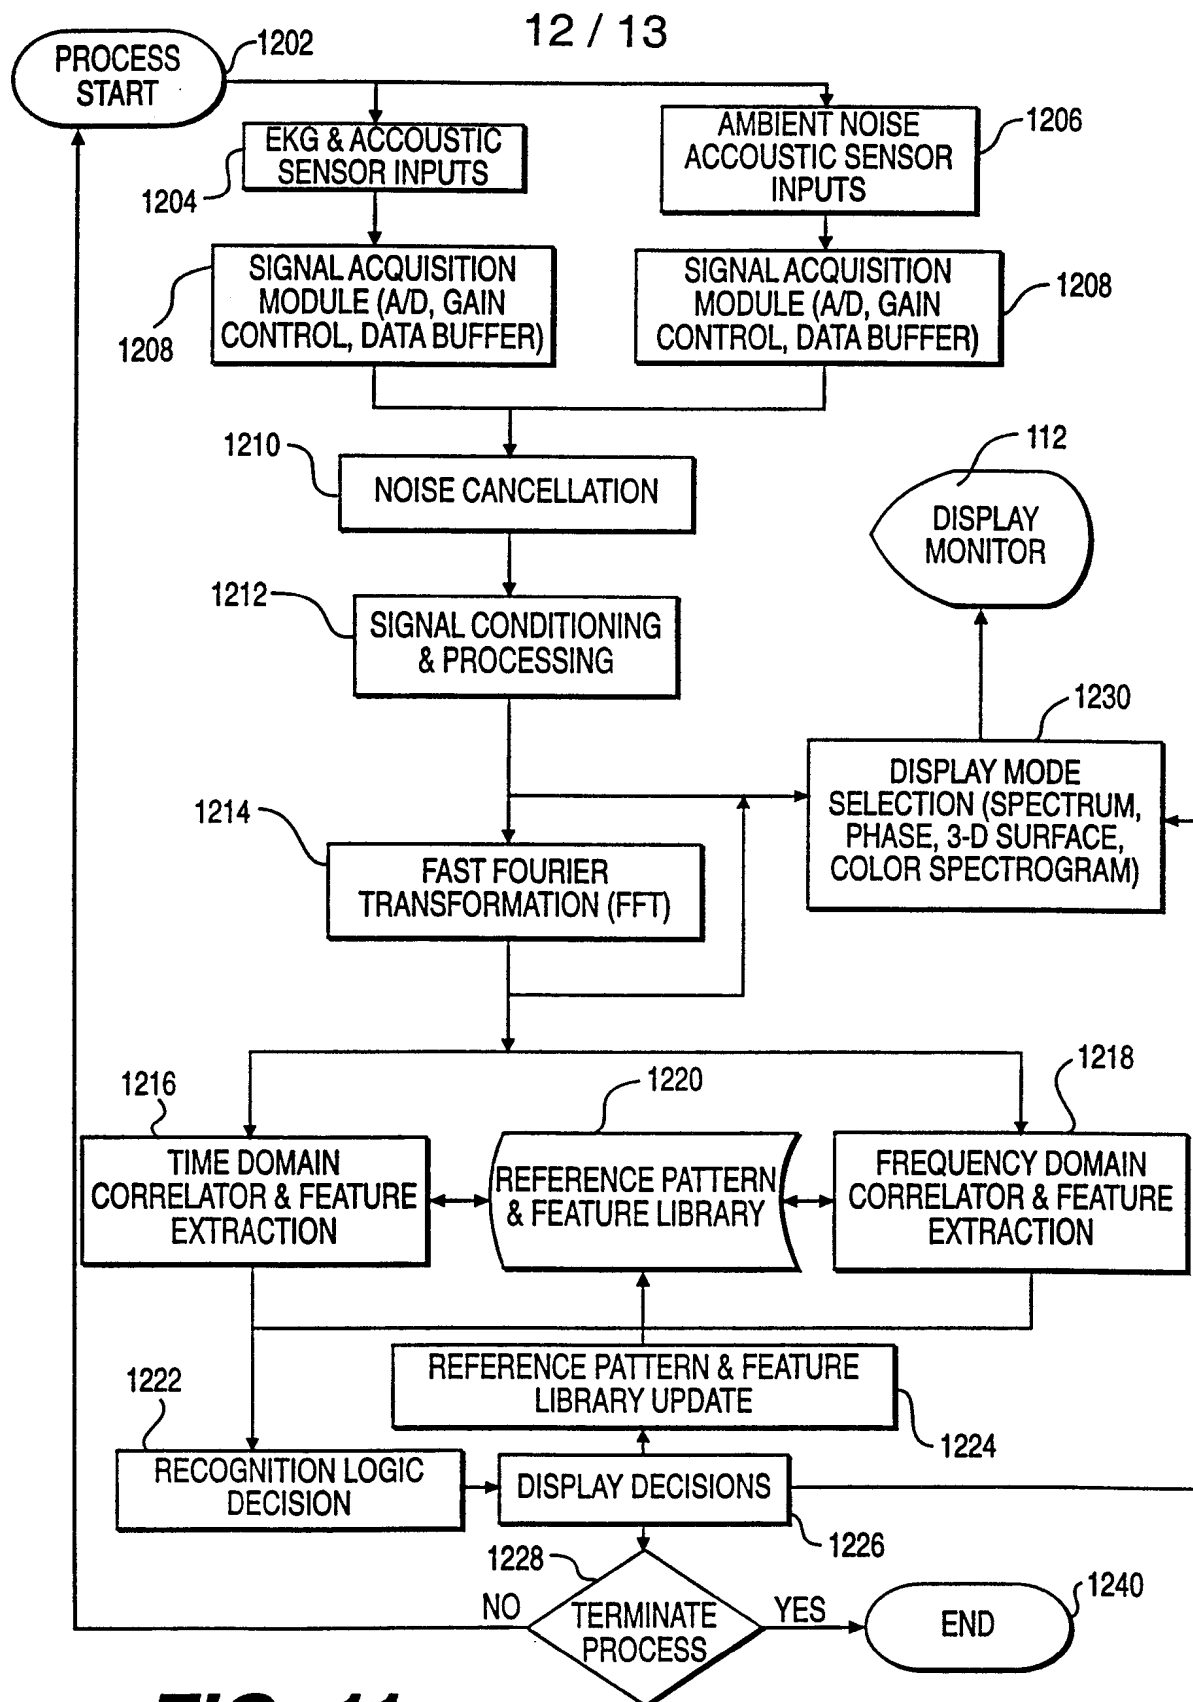 12 / 13
PROCESS
START
1202
EKG & ACCOUSTIC
SENSOR INPUTS
1204
AMBIENT NOISE
ACCOUSTIC SENSOR
INPUTS
1206
SIGNAL ACQUISITION
MODULE (A/D, GAIN
CONTROL, DATA BUFFER)
1208
SIGNAL ACQUISITION
MODULE (A/D, GAIN
CONTROL, DATA BUFFER)
1208
1210
NOISE CANCELLATION
112
DISPLAY
MONITOR
1212
SIGNAL CONDITIONING
& PROCESSING
1230
DISPLAY MODE
SELECTION (SPECTRUM,
PHASE, 3-D SURFACE,
COLOR SPECTROGRAM)
1214
FAST FOURIER
TRANSFORMATION (FFT)
1216
TIME DOMAIN
CORRELATOR & FEATURE
EXTRACTION
1220
REFERENCE PATTERN
& FEATURE LIBRARY
1218
FREQUENCY DOMAIN
CORRELATOR & FEATURE
EXTRACTION
REFERENCE PATTERN & FEATURE
LIBRARY UPDATE
1224
1222
RECOGNITION LOGIC
DECISION
DISPLAY DECISIONS
1226
1228
TERMINATE
PROCESS
NO
YES
END
1240
FIG. 11